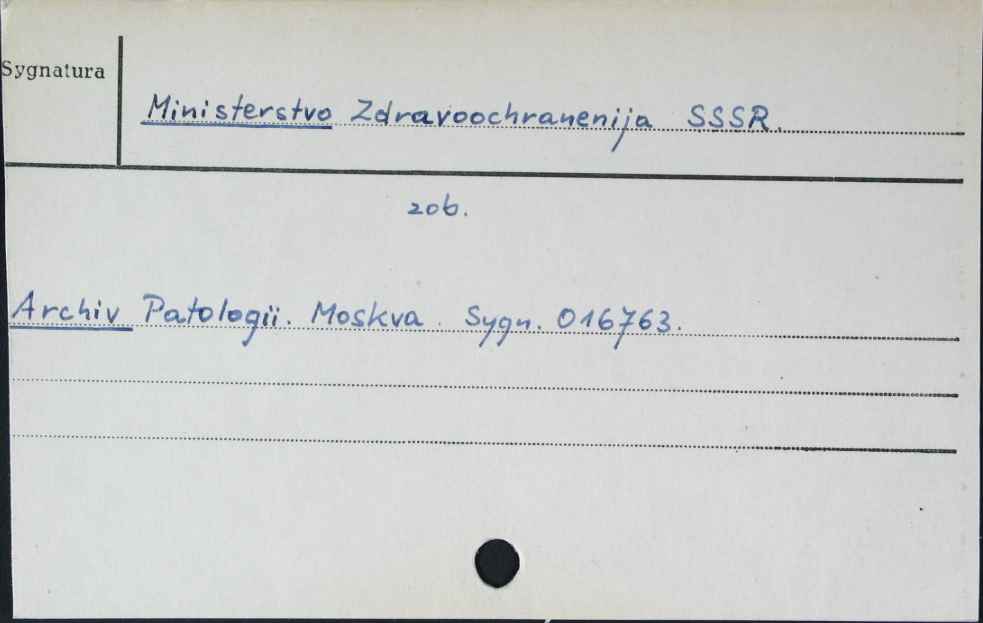 Sygnatura
Ministerstvo Zdravoochranenija SSSR.
zob.
Archiv Patologii. Moskva. Sygn. 016763.